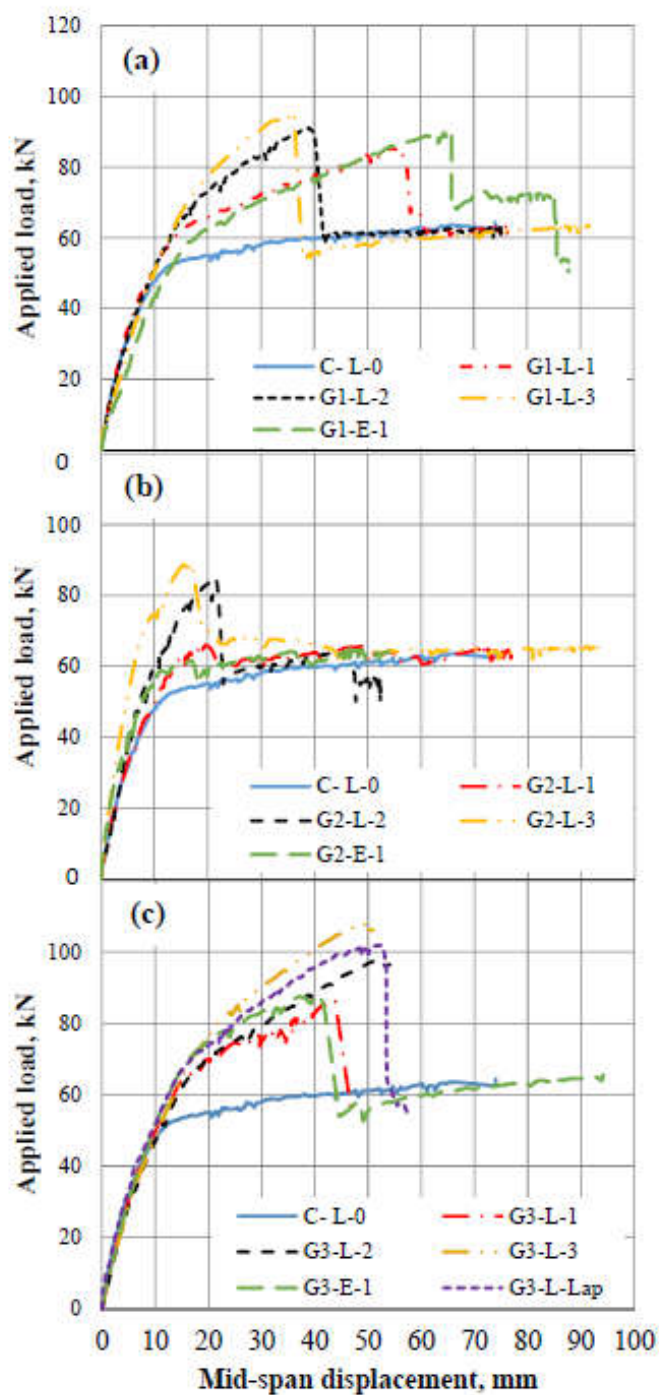 120
(a)
100
80
60
40
20
0
Applied load, kN
C- L-0
G1-L-1
G1-L-2
G1-L-3
G1-E-1
(b)
100
80
60
40
20
0
Applied load, kN
C- L-0
G2-L-1
G2-L-2
G2-L-3
G2-E-1
(c)
100
80
60
40
20
0
Applied load, kN
C- L-0
G3-L-1
G3-L-2
G3-L-3
G3-E-1
G3-L-Lap
0 10 20 30 40 50 60 70 80 90 100
Mid-span displacement, mm